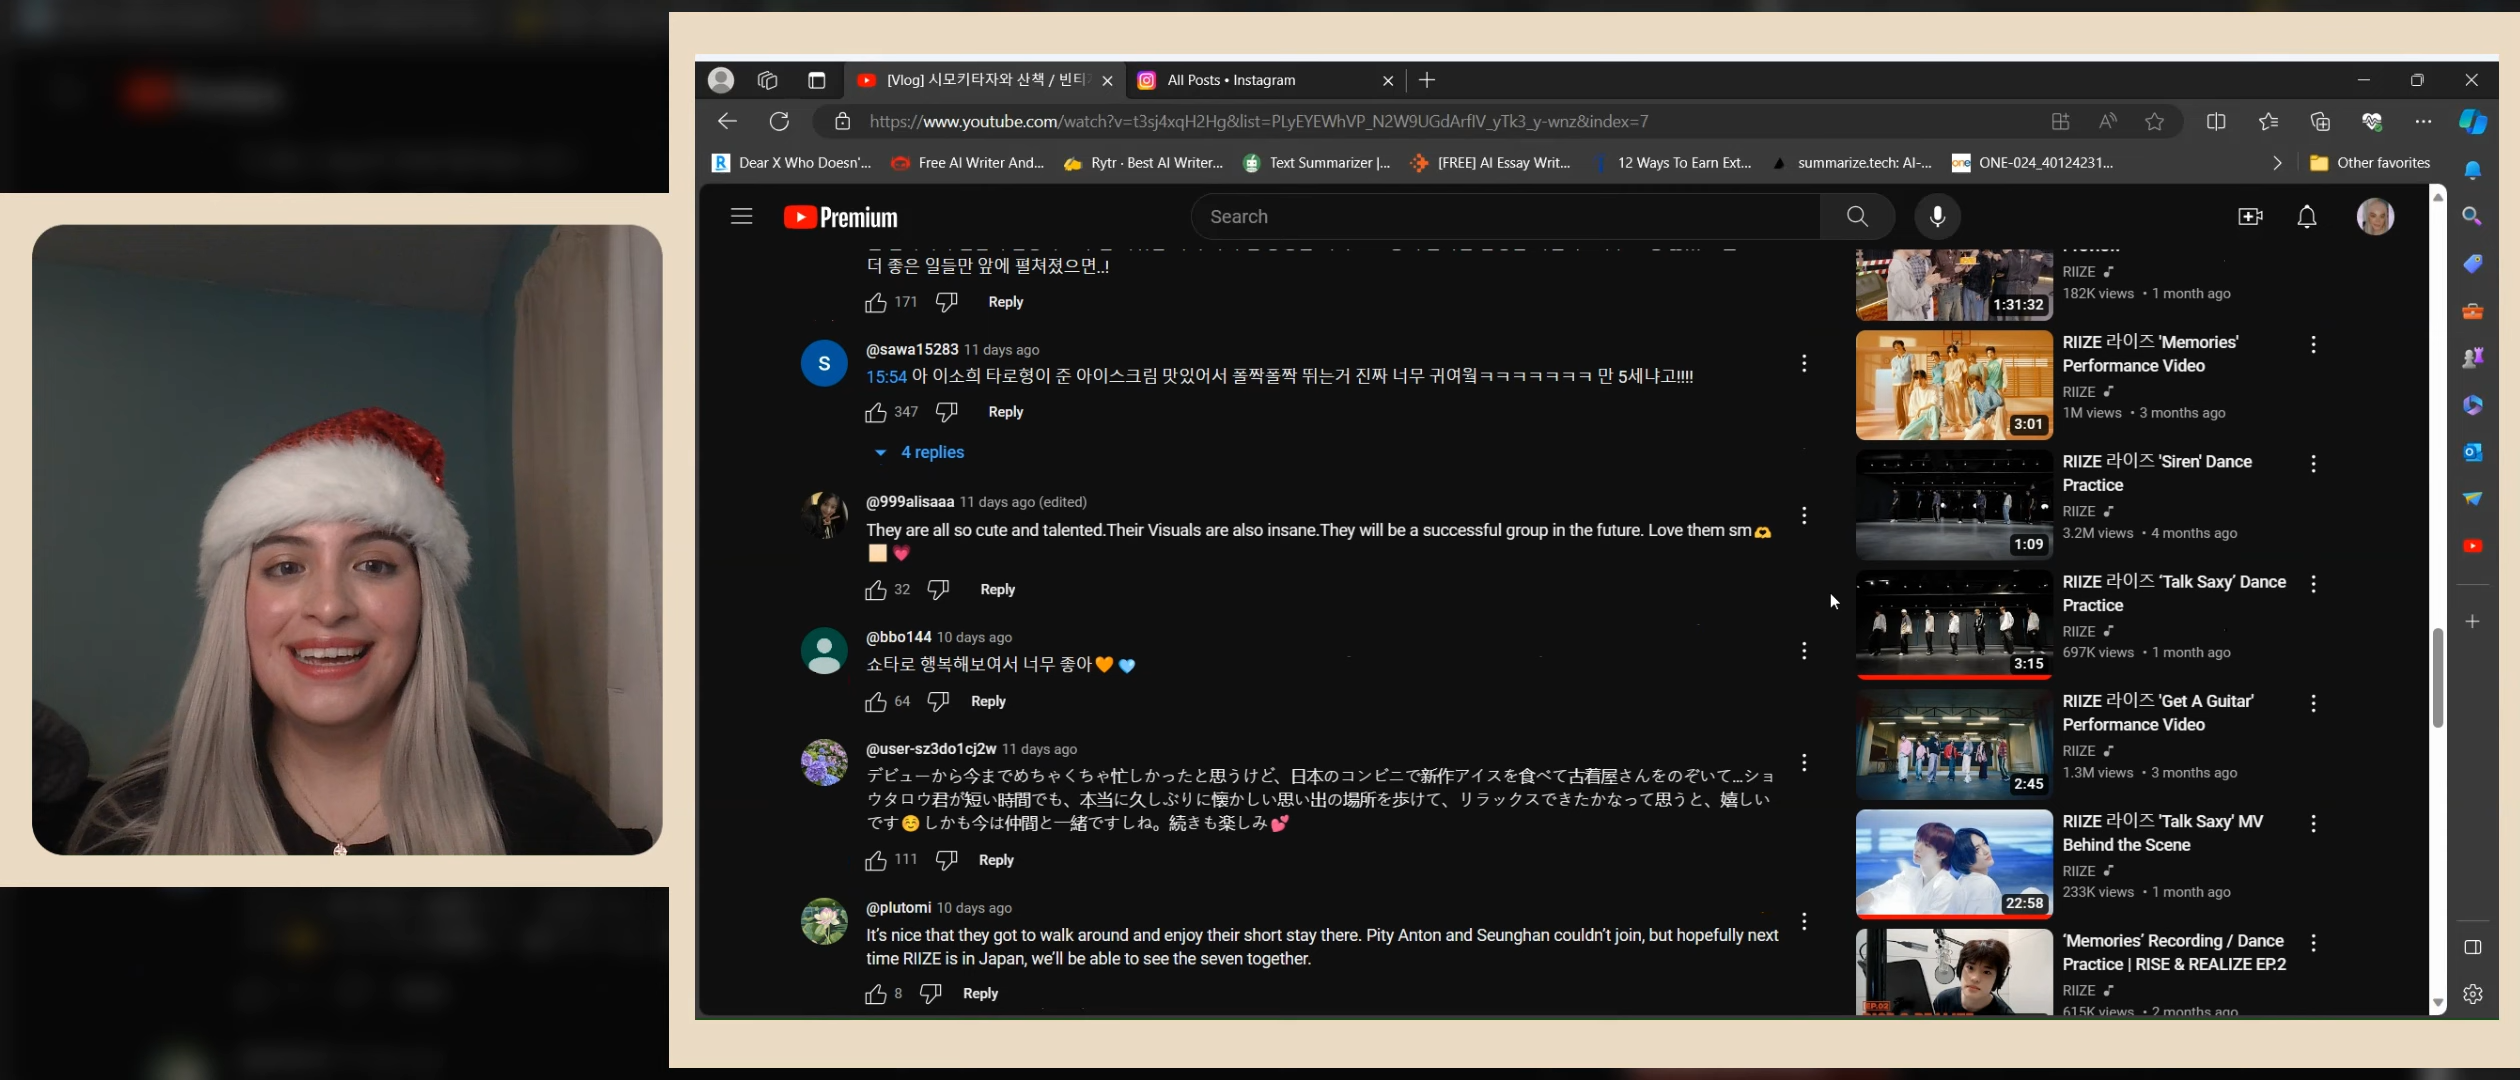 [Vlog] 시모키타자와 산책 / 빈티
All Posts • Instagram
https://www.youtube.com/watch?v=t3sj4xqH2Hg&list=PLyEYEWhVP_N2W9UGdArfIV_yTk3_y-wnz&index=7
Dear X Who Doesn'...
Free AI Writer And...
Rytr · Best AI Writer...
Text Summarizer |...
[FREE] AI Essay Writ...
12 Ways To Earn Ext...
summarize.tech: AI-...
ONE-024_40124231...
Other favorites
Premium
Search
더 좋은 일들만 앞에 펼쳐졌으면..!
171 Reply
@sawa15283 11 days ago
15:54 아 이소희 타로형이 준 아이스크림 맛있어서 폴짝폴짝 뛰는거 진짜 너무 귀여웤ㅋㅋㅋㅋㅋㅋㅋ 만 5세냐고!!!!
347 Reply
4 replies
@999alisaaa 11 days ago (edited)
They are all so cute and talented.Their Visuals are also insane.They will be a successful group in the future. Love them sm🫶
🏻💗
32 Reply
@bbo144 10 days ago
쇼타로 행복해보여서 너무 좋아🧡🩵
64 Reply
@user-sz3do1cj2w 11 days ago
デビューから今までめちゃくちゃ忙しかったと思うけど、日本のコンビニで新作アイスを食べて古着屋さんをのぞいて…ショ
ウタロウ君が短い時間でも、本当に久しぶりに懐かしい思い出の場所を歩けて、リラックスできたかなって思うと、嬉しい
です☺️しかも今は仲間と一緒ですしね。続きも楽しみ💕
111 Reply
@plutomi 10 days ago
It's nice that they got to walk around and enjoy their short stay there. Pity Anton and Seunghan couldn't join, but hopefully next
time RIIZE is in Japan, we'll be able to see the seven together.
8 Reply
1:31:32
RIIZE
182K views • 1 month ago
3:01
RIIZE 라이즈 'Memories'
Performance Video
RIIZE
1M views • 3 months ago
1:09
RIIZE 라이즈 'Siren' Dance
Practice
RIIZE
3.2M views • 4 months ago
3:15
RIIZE 라이즈 'Talk Saxy' Dance
Practice
RIIZE
697K views • 1 month ago
2:45
RIIZE 라이즈 'Get A Guitar'
Performance Video
RIIZE
1.3M views • 3 months ago
22:58
RIIZE 라이즈 'Talk Saxy' MV
Behind the Scene
RIIZE
233K views • 1 month ago
'Memories' Recording / Dance
Practice | RISE & REALIZE EP.2
RIIZE
615K views • 2 months ago